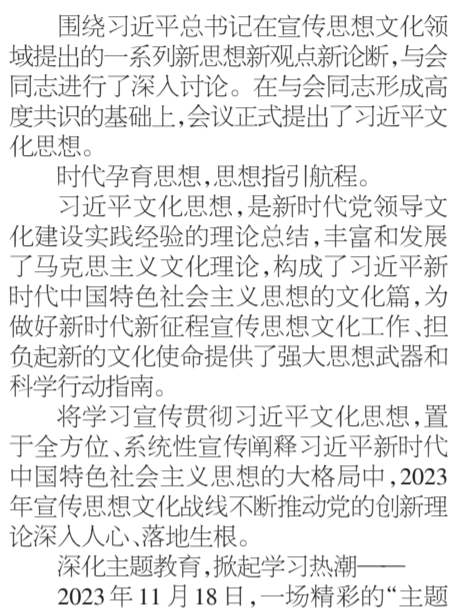 围绕习近平总书记在宣传思想文化领
域提出的一系列新思想新观点新论断,与会
同志进行了深入讨论。在与会同志形成高
度共识的基础上,会议正式提出了习近平文
化思想。
时代孕育思想,思想指引航程。
习近平文化思想,是新时代党领导文
化建设实践经验的理论总结,丰富和发展
了马克思主义文化理论,构成了习近平新
时代中国特色社会主义思想的文化篇,为
做好新时代新征程宣传思想文化工作、担
负起新的文化使命提供了强大思想武器和
科学行动指南。
将学习宣传贯彻习近平文化思想,置
于全方位、系统性宣传阐释习近平新时代
中国特色社会主义思想的大格局中,2023
年宣传思想文化战线不断推动党的创新理
论深入人心、落地生根。
深化主题教育,掀起学习热潮——
2023年11月18日,一场精彩的“主题